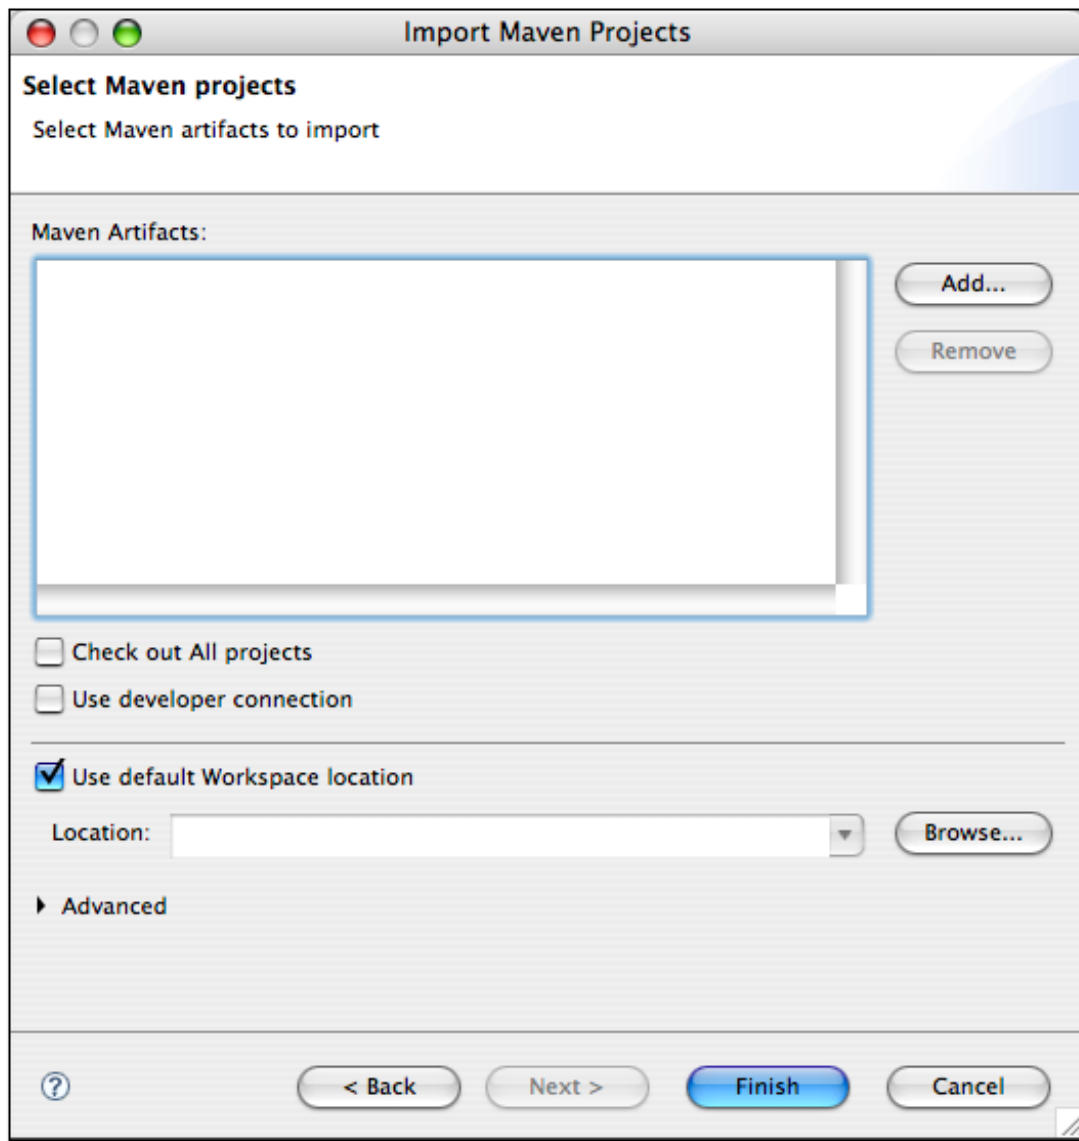 Import Maven Projects
Select Maven projects
Select Maven artifacts to import
Maven Artifacts:
Add...
Remove
Check out All projects
Use developer connection
Use default Workspace location
Location:
Browse...
Advanced
?
< Back
Next >
Finish
Cancel